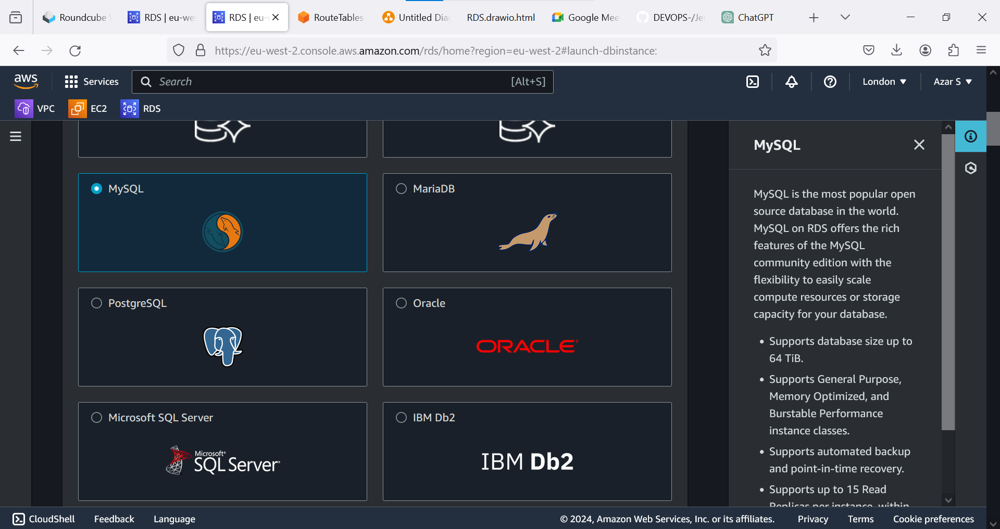 Roundcube
RDS | eu-we
RDS | eu-
RouteTables
Untitled Dia
RDS.drawio.html
Google Mee
DEVOPS-/Je
ChatGPT
https://eu-west-2.console.aws.amazon.com/rds/home?region=eu-west-2#launch-dbinstance:
aws
Services
Search
[Alt+S]
London
Azar S
VPC
EC2
RDS
MySQL
MariaDB
PostgreSQL
Oracle
ORACLE
Microsoft SQL Server
Microsoft®
SQL Server
IBM Db2
IBM Db2
MySQL
MySQL is the most popular open
source database in the world.
MySQL on RDS offers the rich
features of the MySQL
community edition with the
flexibility to easily scale
compute resources or storage
capacity for your database.
• Supports database size up to
64 TiB.
• Supports General Purpose,
Memory Optimized, and
Burstable Performance
instance classes.
• Supports automated backup
and point-in-time recovery.
• Supports up to 15 Read
Replicas per instance, within
CloudShell
Feedback
Language
© 2024, Amazon Web Services, Inc. or its affiliates.
Privacy
Terms
Cookie preferences